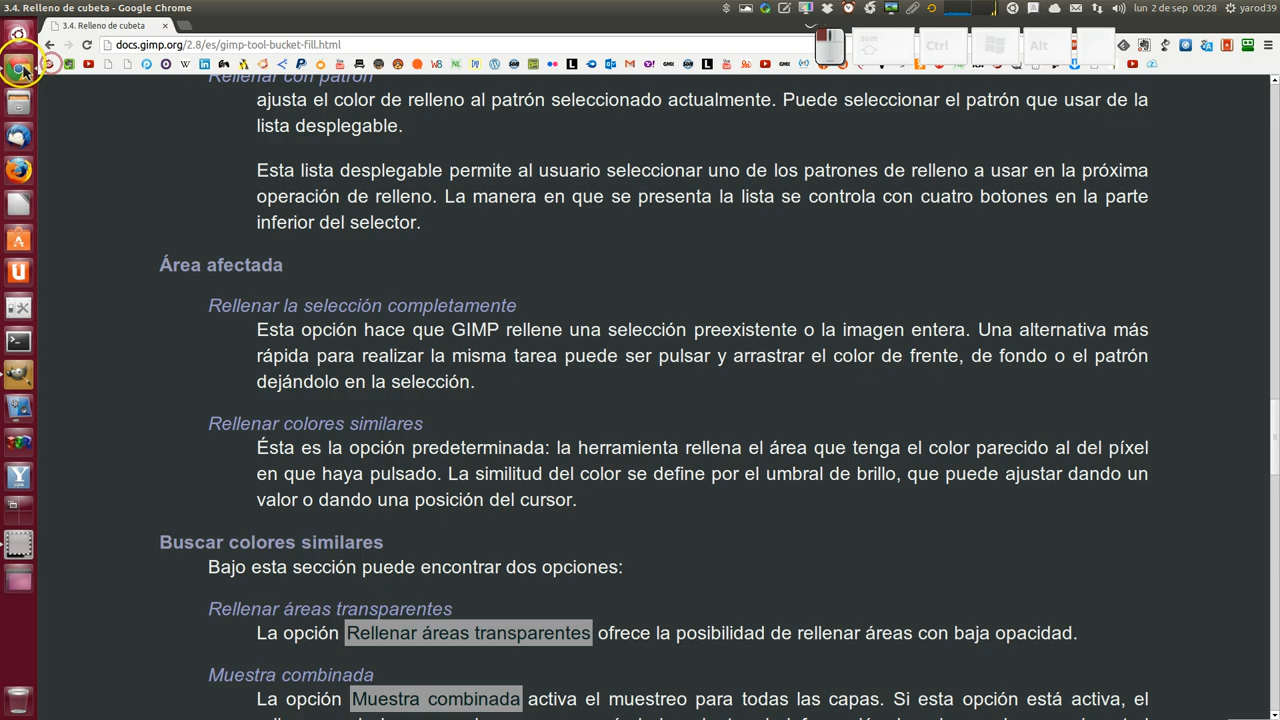 3.4. Relleno de cubeta - Google Chrome
lun 2 de sep 00:28
yarod39
3.4. Relleno de cubeta
docs.gimp.org/2.8/es/gimp-tool-bucket-fill.html
Shift
Ctrl
Alt
Rellenar con patrón
ajusta el color de relleno al patrón seleccionado actualmente. Puede seleccionar el patrón que usar de la
lista desplegable.
Esta lista desplegable permite al usuario seleccionar uno de los patrones de relleno a usar en la próxima
operación de relleno. La manera en que se presenta la lista se controla con cuatro botones en la parte
inferior del selector.
Área afectada
Rellenar la selección completamente
Esta opción hace que GIMP rellene una selección preexistente o la imagen entera. Una alternativa más
rápida para realizar la misma tarea puede ser pulsar y arrastrar el color de frente, de fondo o el patrón
dejándolo en la selección.
Rellenar colores similares
Ésta es la opción predeterminada: la herramienta rellena el área que tenga el color parecido al del píxel
en que haya pulsado. La similitud del color se define por el umbral de brillo, que puede ajustar dando un
valor o dando una posición del cursor.
Buscar colores similares
Bajo esta sección puede encontrar dos opciones:
Rellenar áreas transparentes
La opción Rellenar áreas transparentes ofrece la posibilidad de rellenar áreas con baja opacidad.
Muestra combinada
La opción Muestra combinada activa el muestreo para todas las capas. Si esta opción está activa, el